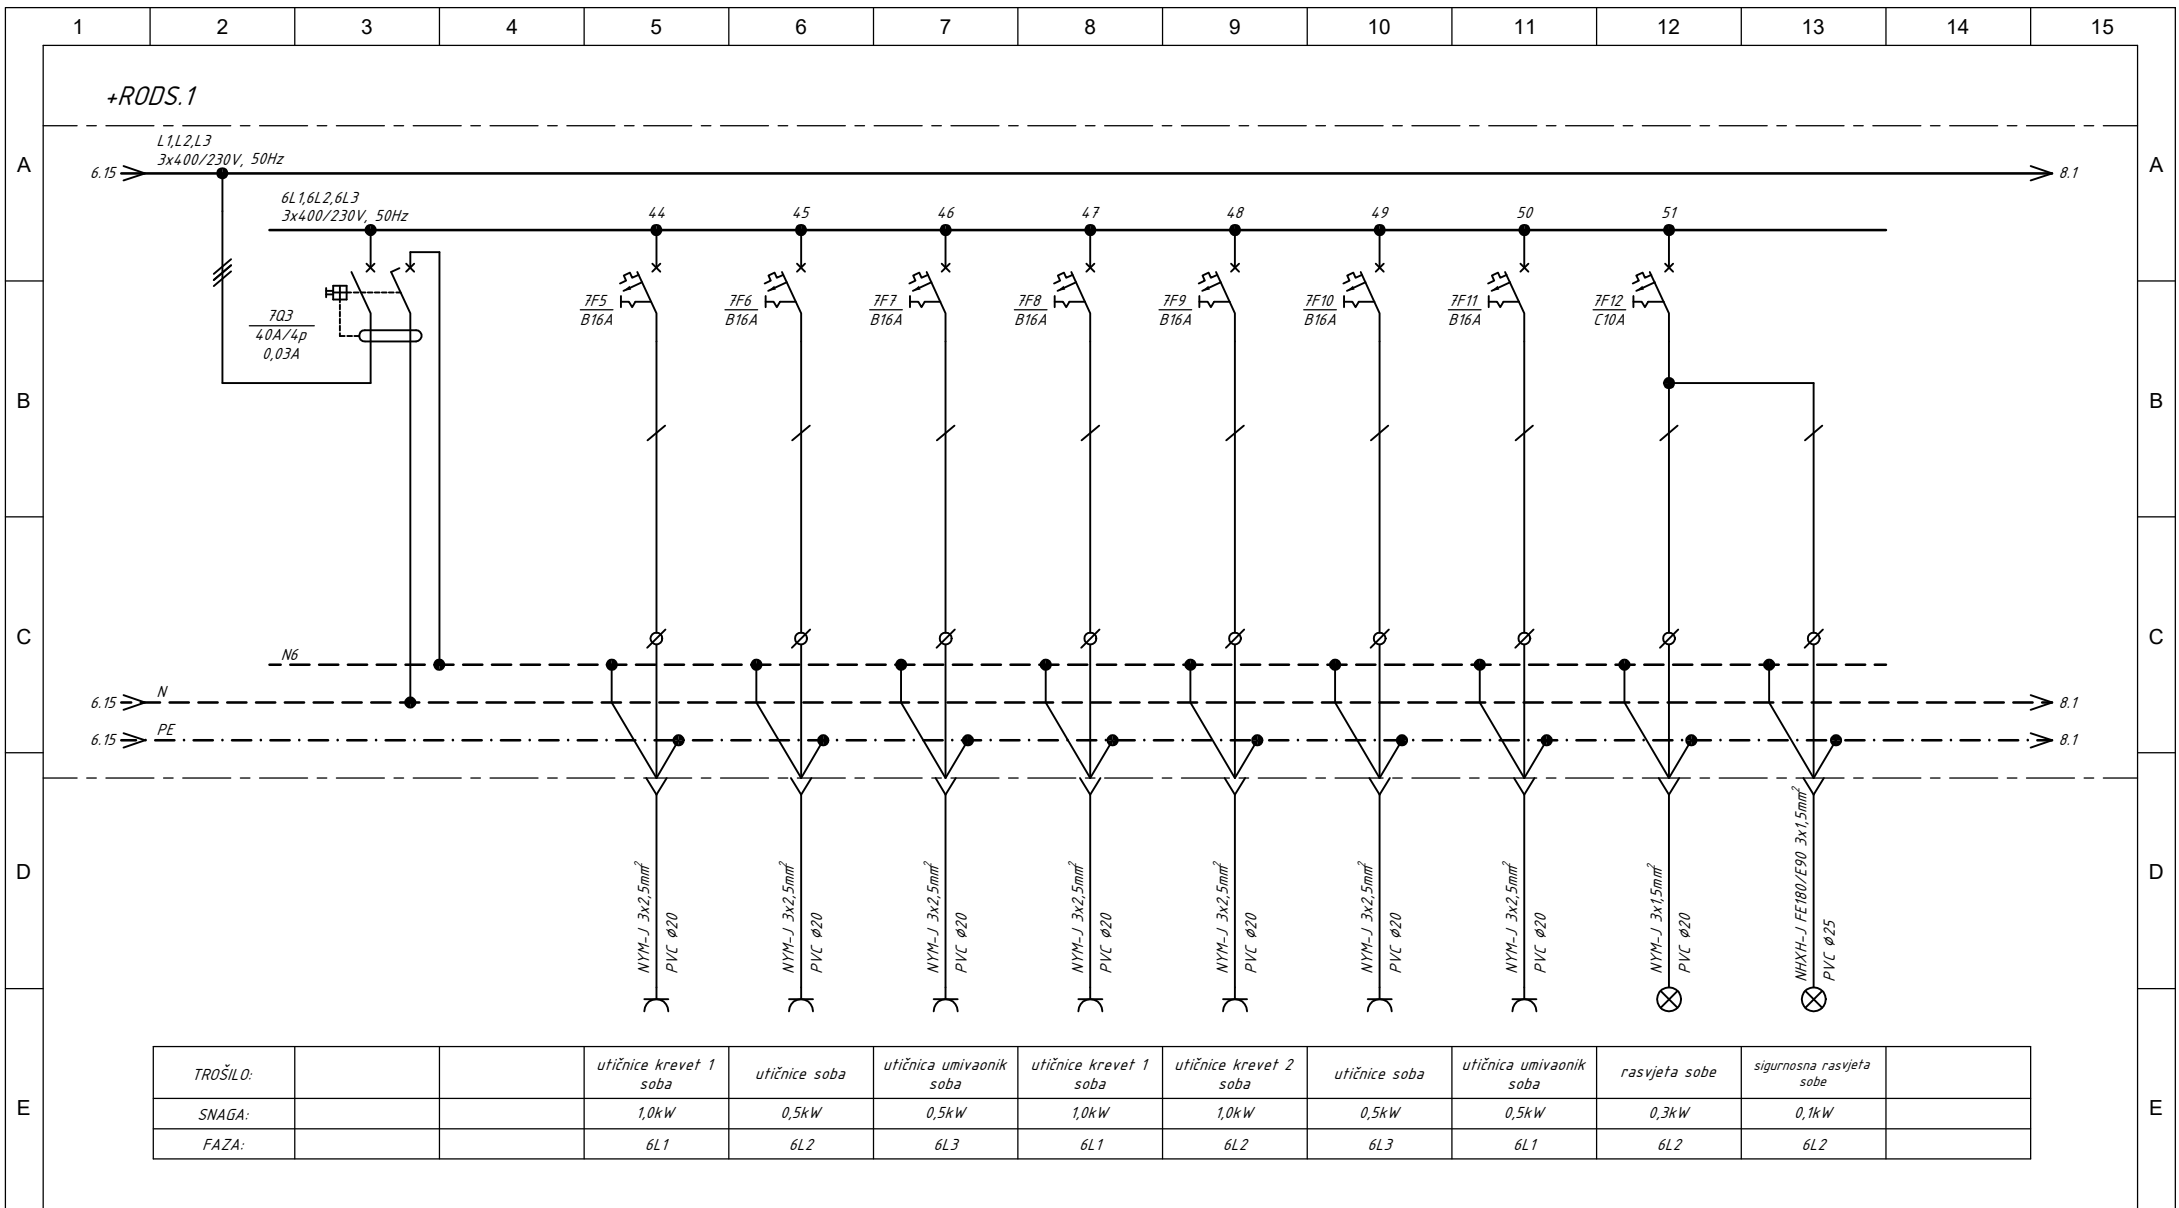 1 2 3 4 5 6 7 8 9 10 11 12 13 14 15
+RODS.1
L1,L2,L3
3x400/230V, 50Hz
A 6.15 8.1 A
6L1,6L2,6L3
3x400/230V, 50Hz
44 45 46 47 48 49 50 51
7F5 7F6 7F7 7F8 7F9 7F10 7F11 7F12
B16A B16A B16A B16A B16A B16A B16A C10A
7Q3
40A/4p
0,03A
B B
C C
N6
6.15 N 8.1
6.15 PE 8.1
D D
NYM-J 3x2,5mm²
PVC Ø20
NYM-J 3x2,5mm²
PVC Ø20
NYM-J 3x2,5mm²
PVC Ø20
NYM-J 3x2,5mm²
PVC Ø20
NYM-J 3x2,5mm²
PVC Ø20
NYM-J 3x2,5mm²
PVC Ø20
NYM-J 3x2,5mm²
PVC Ø20
NYM-J 3x1,5mm²
PVC Ø20
NHXH-J FE180/E90 3x1,5mm²
PVC Ø25
E E
TROŠILO:
utičnice krevet 1
soba
utičnice soba
utičnica umivaonik
soba
utičnice krevet 1
soba
utičnice krevet 2
soba
utičnice soba
utičnica umivaonik
soba
rasvjeta sobe
sigurnosna rasvjeta
sobe
SNAGA: 1,0kW 0,5kW 0,5kW 1,0kW 1,0kW 0,5kW 0,5kW 0,3kW 0,1kW
FAZA: 6L1 6L2 6L3 6L1 6L2 6L3 6L1 6L2 6L2